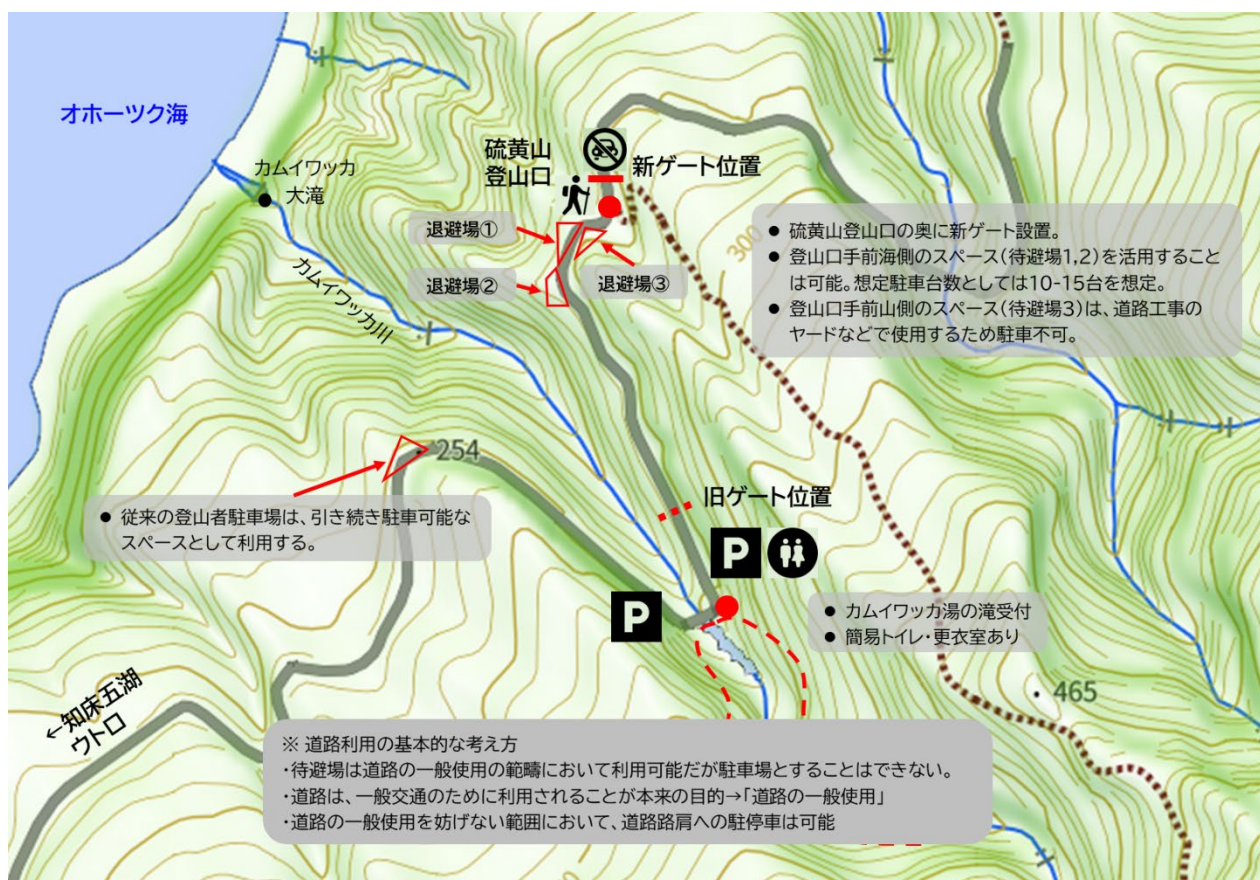 オホーツク海
カムイワッカ
大滝
カムイワッカ川
硫黄山
登山口
新ゲート位置
退避場①
退避場②
退避場③
300
● 硫黄山登山口の奥に新ゲート設置。
● 登山口手前海側のスペース(待避場1,2)を活用すること
は可能。想定駐車台数としては10-15台を想定。
● 登山口手前山側のスペース(待避場3)は、道路工事の
ヤードなどで使用するため駐車不可。
254
● 従来の登山者駐車場は、引き続き駐車可能な
スペースとして利用する。
旧ゲート位置
P
P
● カムイワッカ湯の滝受付
● 簡易トイレ・更衣室あり
465
←知床五湖
ウトロ
※ 道路利用の基本的な考え方
・待避場は道路の一般使用の範疇において利用可能だが駐車場とすることはできない。
・道路は、一般交通のために利用されることが本来の目的→「道路の一般使用」
・道路の一般使用を妨げない範囲において、道路路肩への駐停車は可能